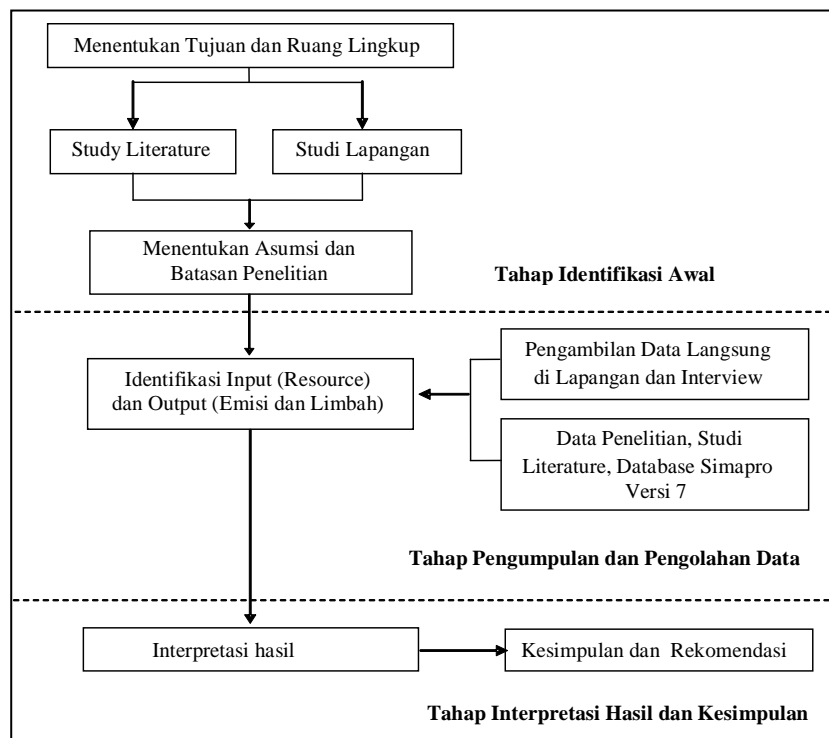 Menentukan Tujuan dan Ruang Lingkup
Study Literature
Studi Lapangan
Menentukan Asumsi dan
Batasan Penelitian
Tahap Identifikasi Awal
Identifikasi Input (Resource)
dan Output (Emisi dan Limbah)
Pengambilan Data Langsung
di Lapangan dan Interview
Data Penelitian, Studi
Literature, Database Simapro
Versi 7
Tahap Pengumpulan dan Pengolahan Data
Interpretasi hasil
Kesimpulan dan Rekomendasi
Tahap Interpretasi Hasil dan Kesimpulan